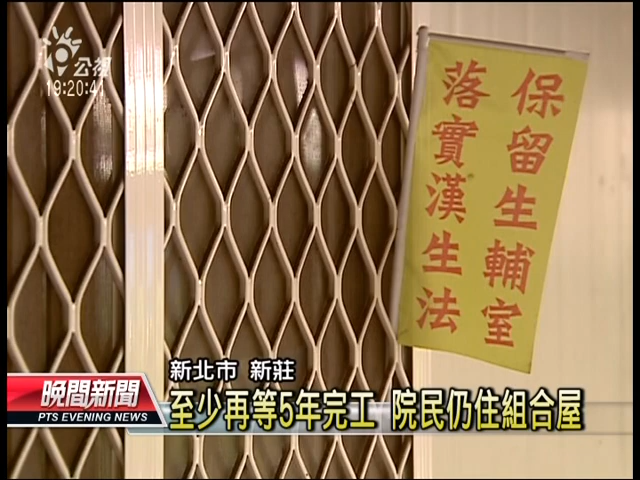 公視
19:20:41
保留生輔室
落實漢生法
新北市 新莊
晚間新聞
PTS EVENING NEWS
至少再等5年完工 院民仍住組合屋